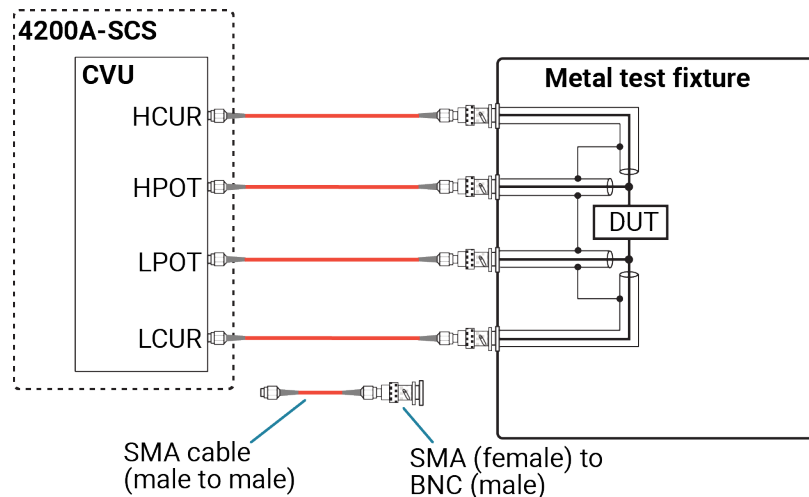 4200A-SCS
CVU
Metal test fixture
HCUR
HPOT
DUT
LPOT
LCUR
SMA cable
(male to male)
SMA (female) to
BNC (male)